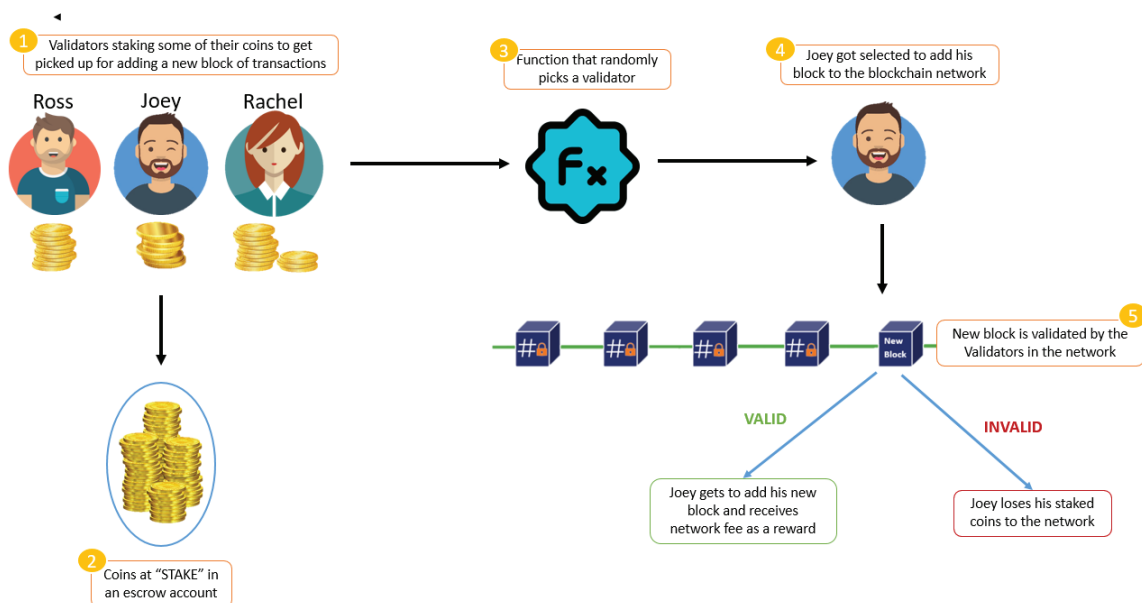 1
Validators staking some of their coins to get
picked up for adding a new block of transactions
Ross
Joey
Rachel
3
Function that randomly
picks a validator
Fx
4
Joey got selected to add his
block to the blockchain network
5
New block is validated by the
Validators in the network
#
#
#
#
New
Block
VALID
INVALID
Joey gets to add his new
block and receives
network fee as a reward
Joey loses his staked
coins to the network
2
Coins at “STAKE” in
an escrow account